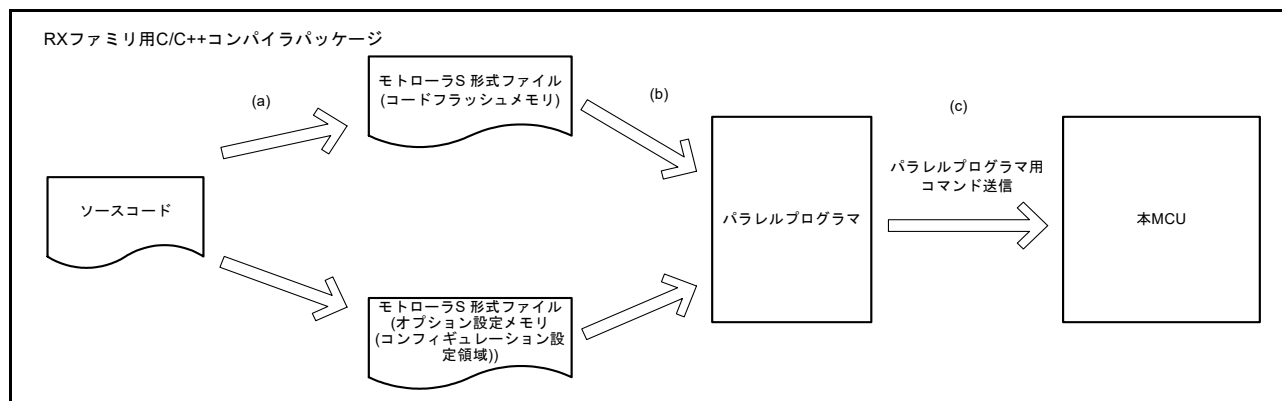 RXファミリ用C/C++コンパイラパッケージ
モトローラS 形式ファイル
(コードフラッシュメモリ)
(a)
(b)
(c)
ソースコード
パラレルプログラマ
パラレルプログラマ用
コマンド送信
本MCU
モトローラS 形式ファイル
(オプション設定メモリ
(コンフィギュレーション設
定領域))